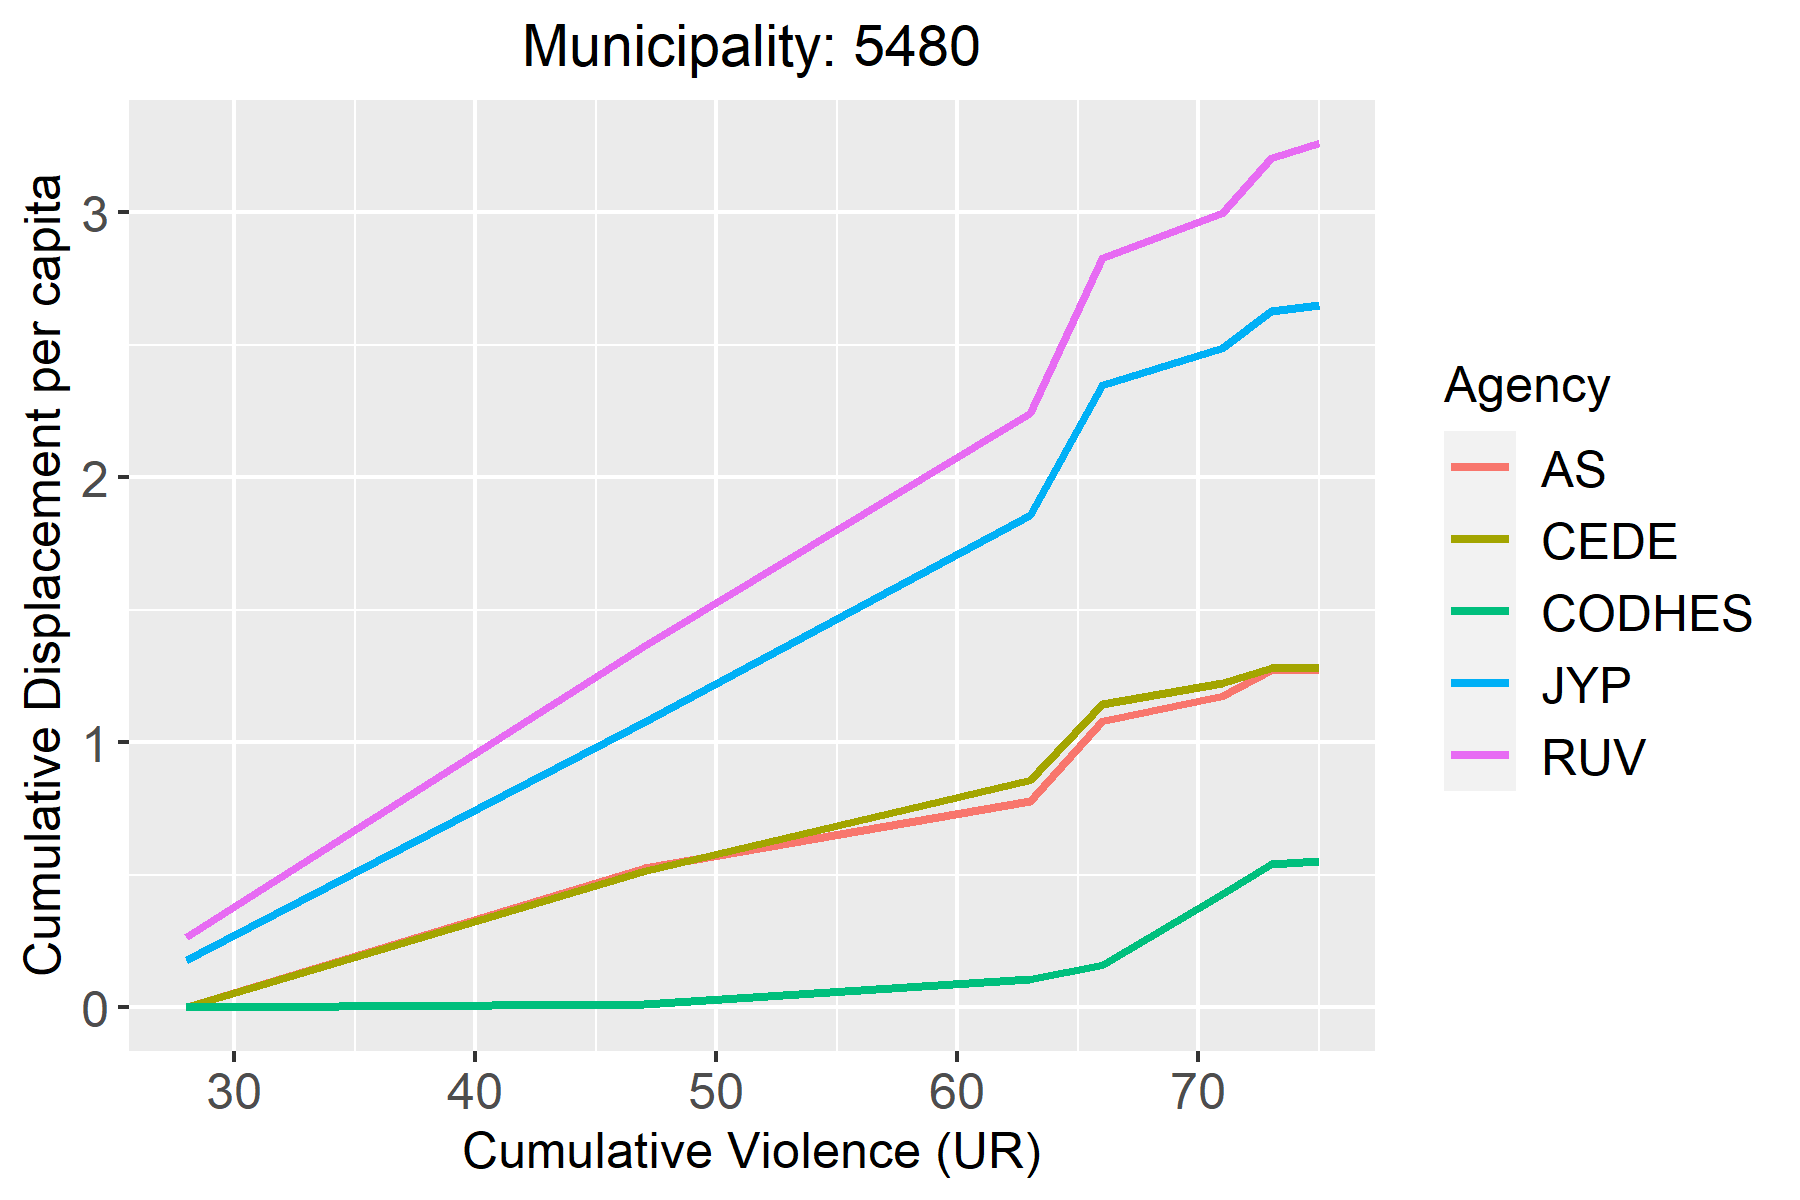 Municipality: 5480
Cumulative Displacement per capita
3
2
1
0
30 40 50 60 70
Cumulative Violence (UR)
Agency
AS
CEDE
CODHES
JYP
RUV